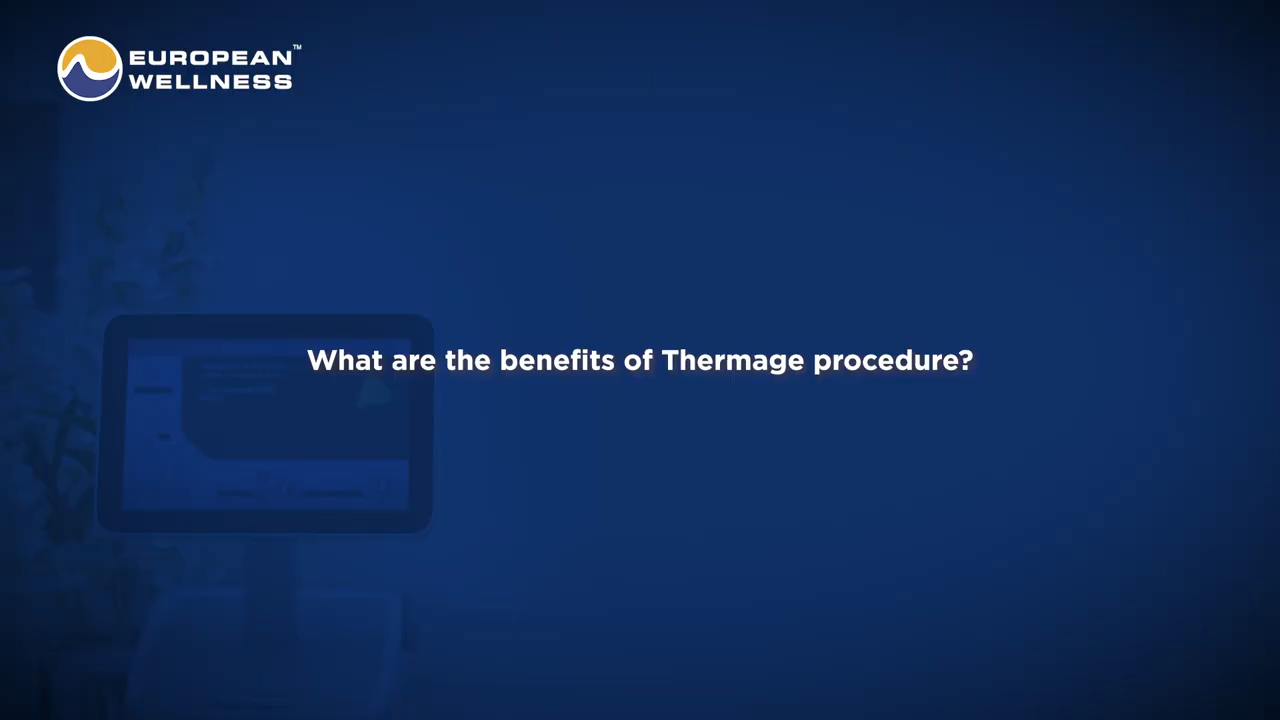 EUROPEAN™
WELLNESS
What are the benefits of Thermage procedure?